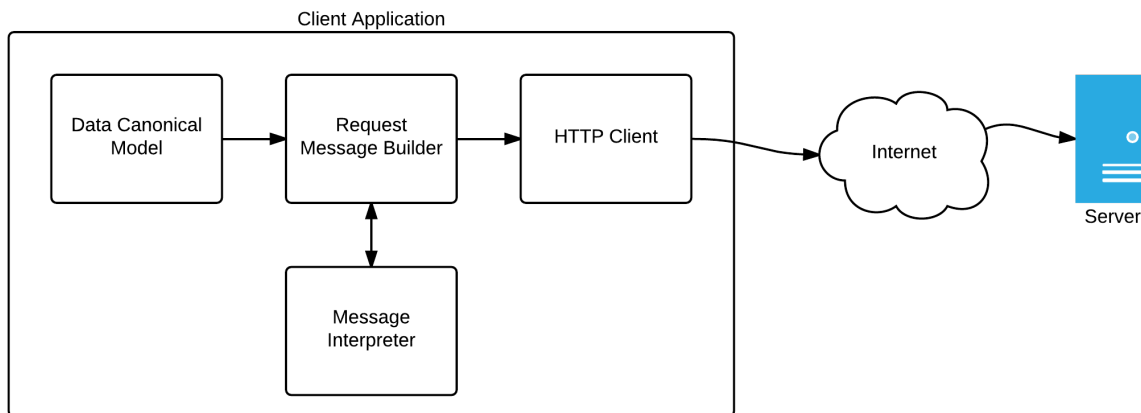 Client Application
Data Canonical
Model
Request
Message Builder
HTTP Client
Internet
Server
Message
Interpreter